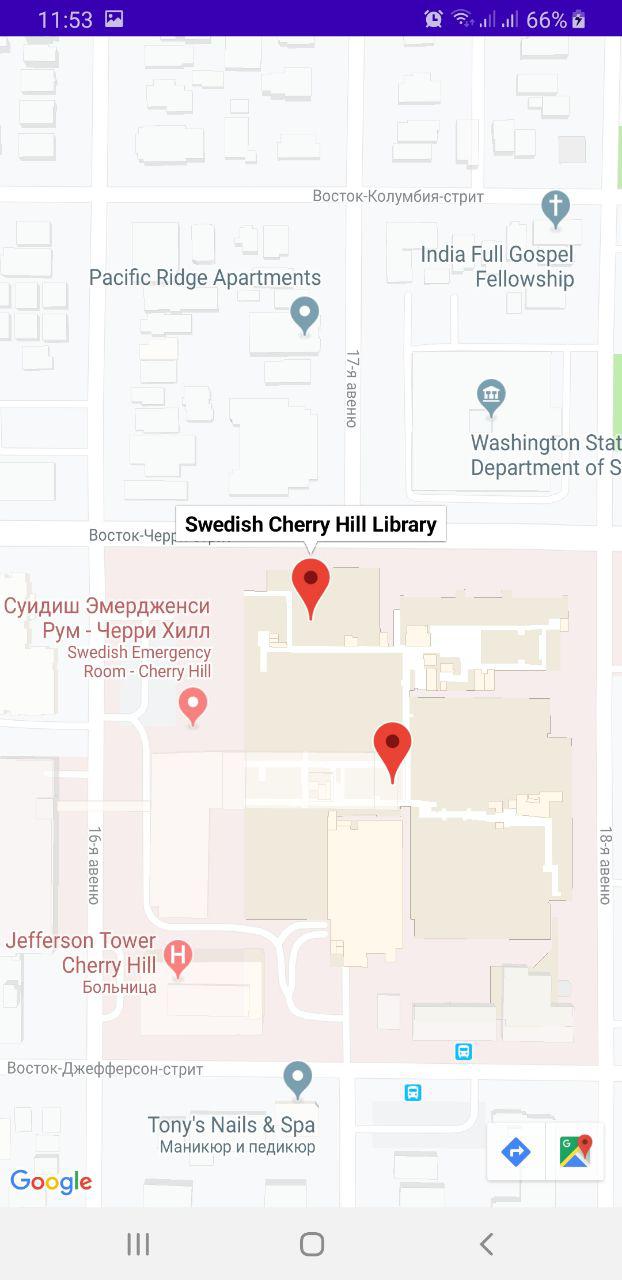 11:53
66%
Восток-Колумбия-стрит
India Full Gospel
Fellowship
Pacific Ridge Apartments
17-я авеню
Washington Stat
Department of S
Swedish Cherry Hill Library
Восток-Черри-стрит
Суидиш Эмердженси
Рум - Черри Хилл
Swedish Emergency
Room - Cherry Hill
16-я авеню
18-я авеню
Jefferson Tower
Cherry Hill
Больница
H
Восток-Джефферсон-стрит
Tony's Nails & Spa
Маникюр и педикюр
G
Google